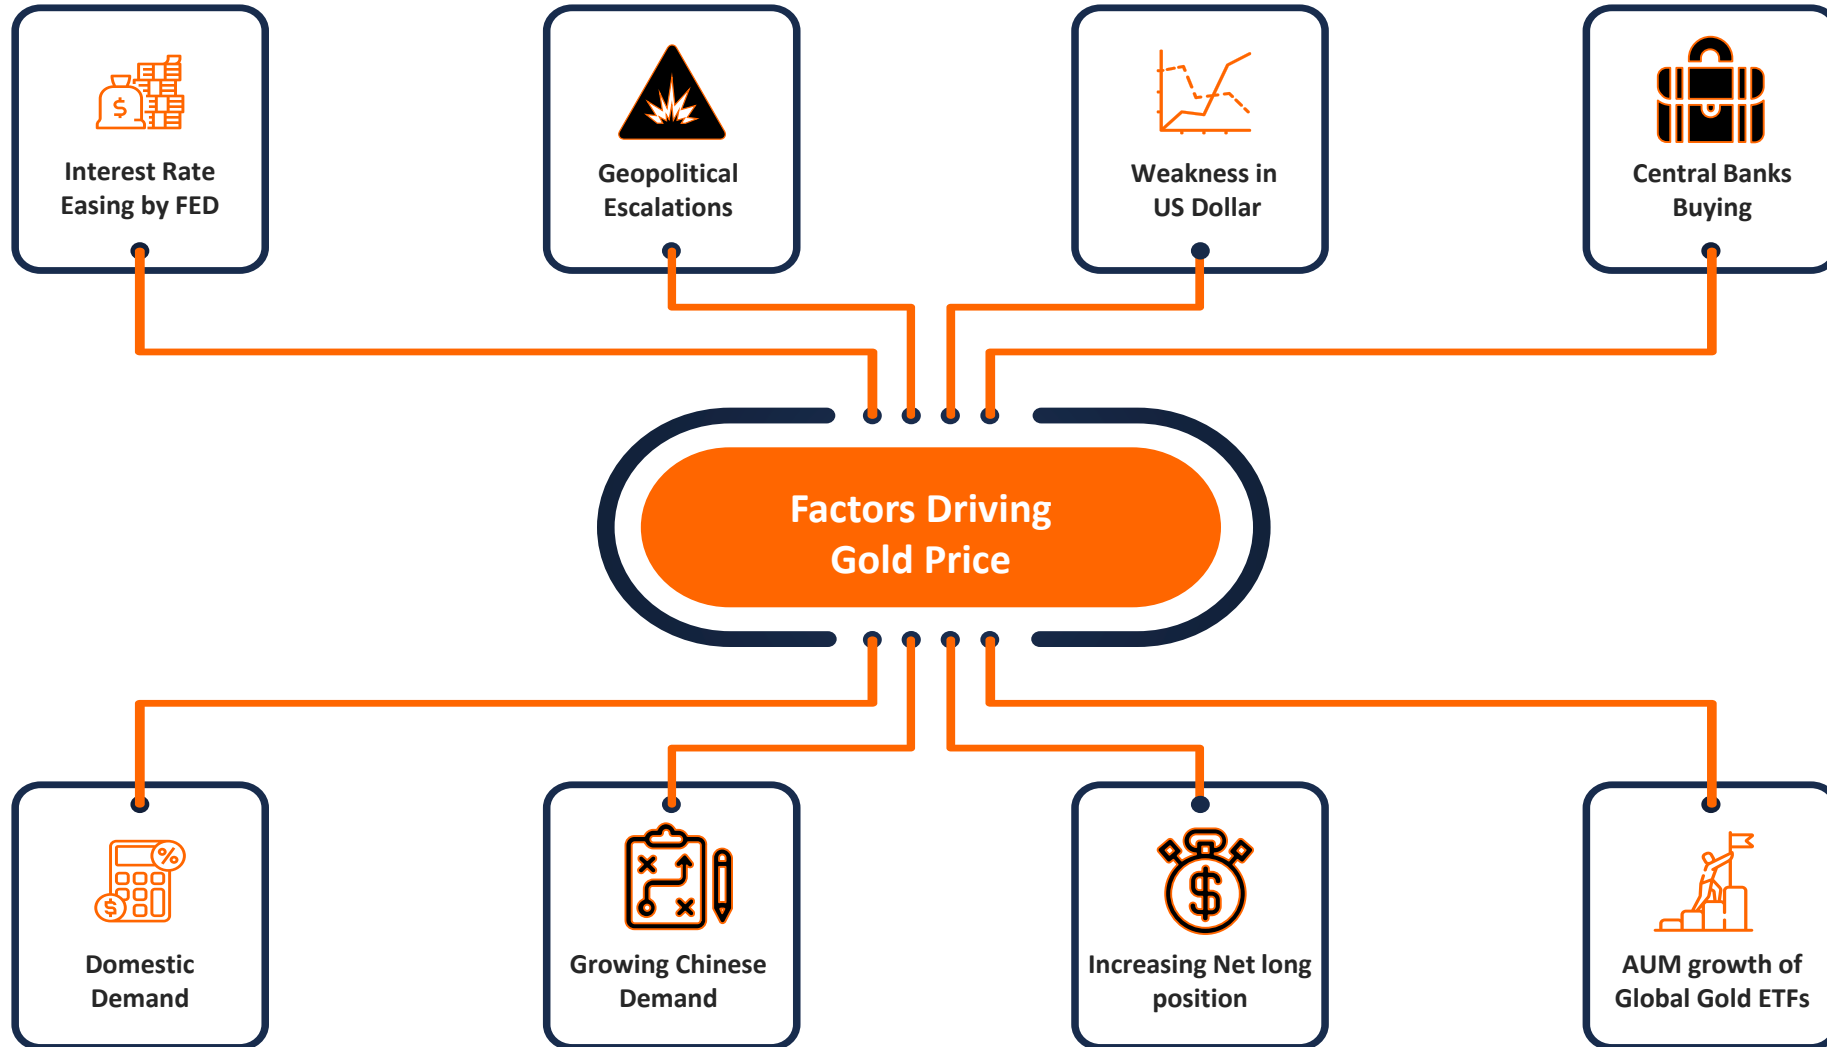 Interest Rate
Easing by FED
Geopolitical
Escalations
Weakness in
US Dollar
Central Banks
Buying
Factors Driving
Gold Price
Domestic
Demand
Growing Chinese
Demand
Increasing Net long
position
AUM growth of
Global Gold ETFs